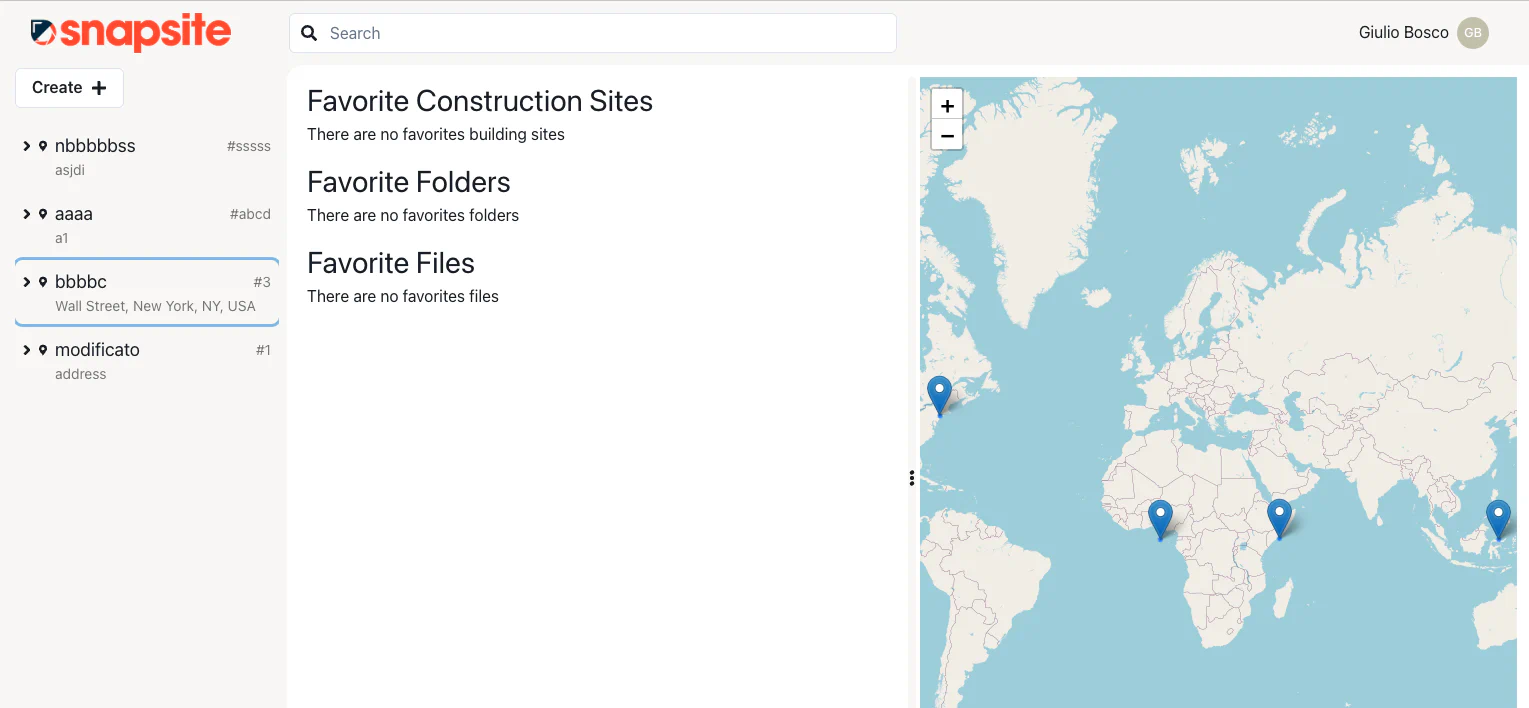 snapsite
Search
Giulio Bosco GB
Create +
nbbbbbss #sssss
asjdi
aaaa #abcd
a1
bbbbc #3
Wall Street, New York, NY, USA
modificato #1
address
Favorite Construction Sites
There are no favorites building sites
Favorite Folders
There are no favorites folders
Favorite Files
There are no favorites files
+
−